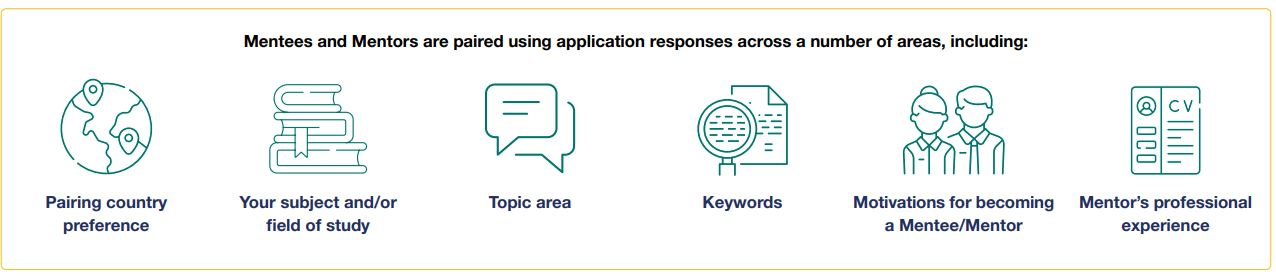 Mentees and Mentors are paired using application responses across a number of areas, including:
CV
Pairing country
preference
Your subject and/or
field of study
Topic area
Keywords
Motivations for becoming
a Mentee/Mentor
Mentor's professional
experience